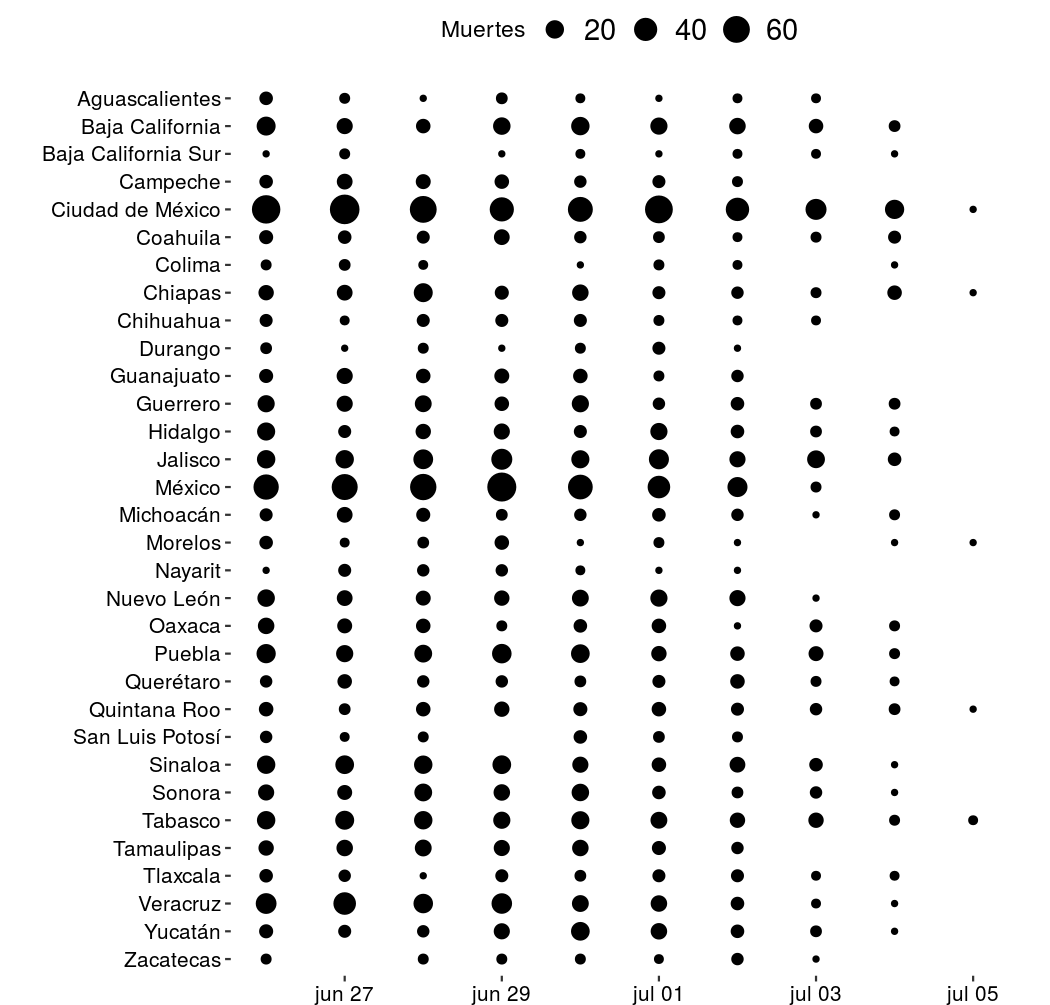 Muertes 20 40 60
Aguascalientes
Baja California
Baja California Sur
Campeche
Ciudad de México
Coahuila
Colima
Chiapas
Chihuahua
Durango
Guanajuato
Guerrero
Hidalgo
Jalisco
México
Michoacán
Morelos
Nayarit
Nuevo León
Oaxaca
Puebla
Querétaro
Quintana Roo
San Luis Potosí
Sinaloa
Sonora
Tabasco
Tamaulipas
Tlaxcala
Veracruz
Yucatán
Zacatecas
jun 27 jun 29 jul 01 jul 03 jul 05